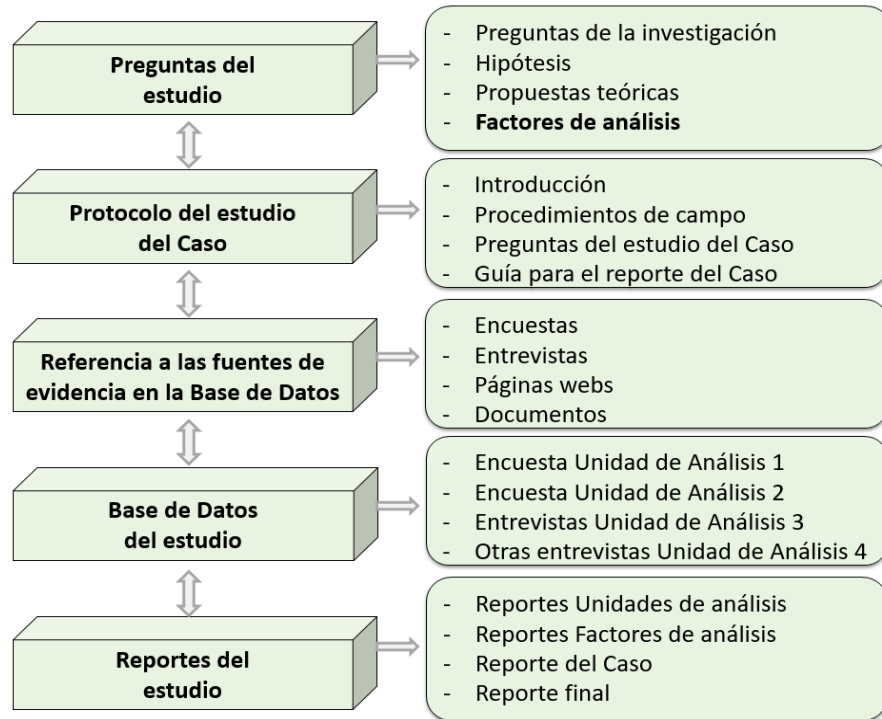 Preguntas del
estudio
- Preguntas de la investigación
- Hipótesis
- Propuestas teóricas
- Factores de análisis
Protocolo del estudio
del Caso
- Introducción
- Procedimientos de campo
- Preguntas del estudio del Caso
- Guía para el reporte del Caso
Referencia a las fuentes de
evidencia en la Base de Datos
- Encuestas
- Entrevistas
- Páginas webs
- Documentos
Base de Datos
del estudio
- Encuesta Unidad de Análisis 1
- Encuesta Unidad de Análisis 2
- Entrevistas Unidad de Análisis 3
- Otras entrevistas Unidad de Análisis 4
Reportes del
estudio
- Reportes Unidades de análisis
- Reportes Factores de análisis
- Reporte del Caso
- Reporte final